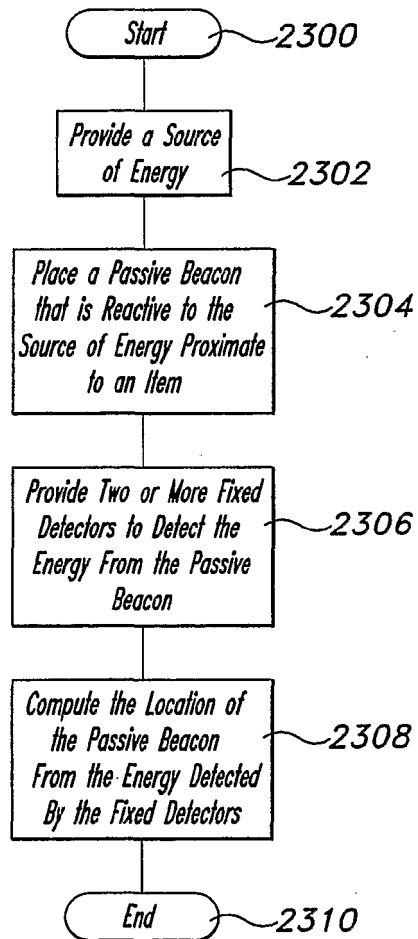 Start
2300
Provide a Source
of Energy
2302
Place a Passive Beacon
that is Reactive to the
Source of Energy Proximate
to an Item
2304
Provide Two or More Fixed
Detectors to Detect the
Energy From the Passive
Beacon
2306
Compute the Location of
the Passive Beacon
From the Energy Detected
By the Fixed Detectors
2308
End
2310